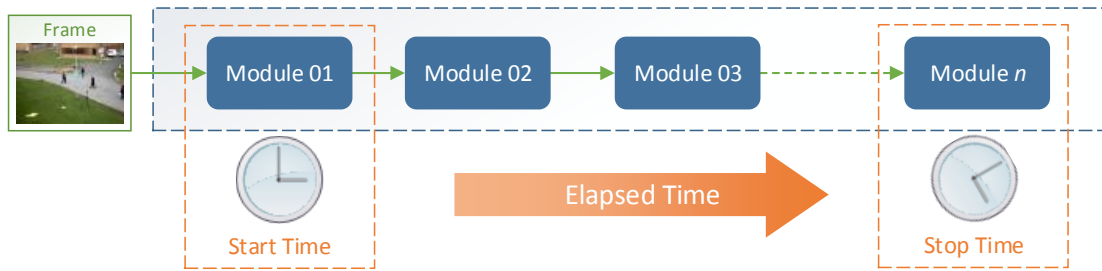 Frame
Module 01
Module 02
Module 03
Module n
Elapsed Time
Start Time
Stop Time